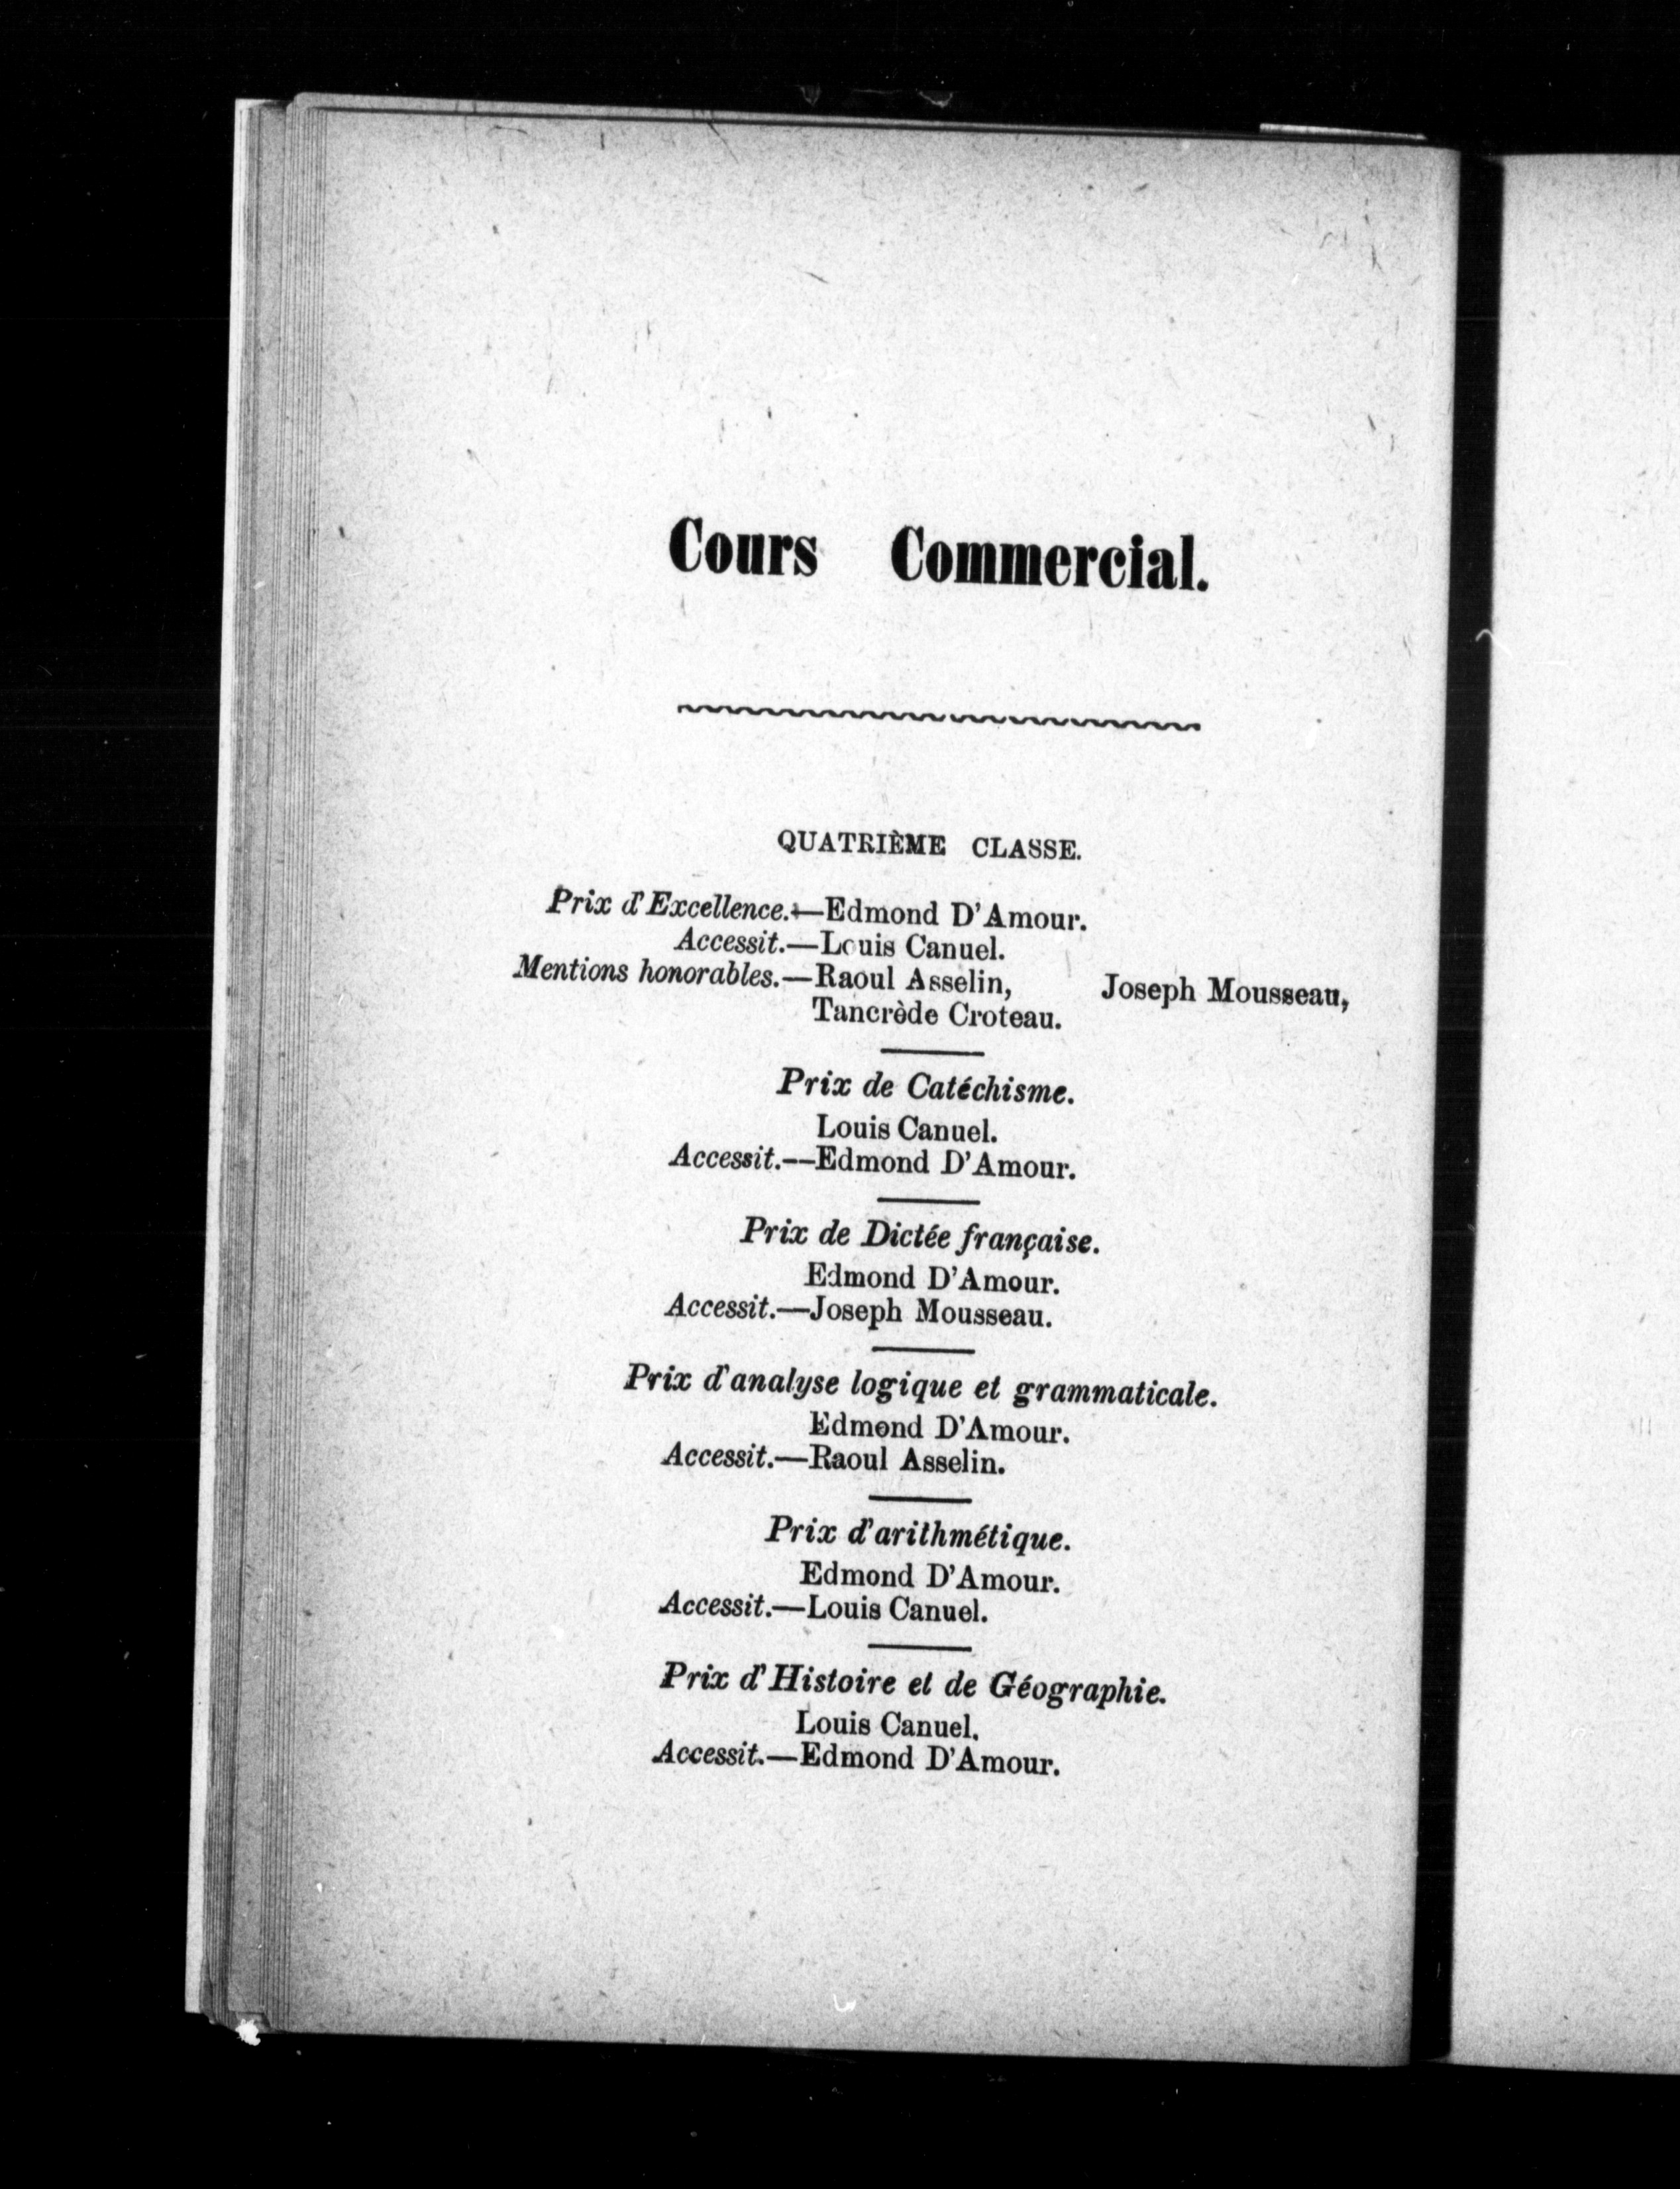 Cours Commercial.
QUATRIÈME CLASSE.
Prix d'Excellence.—Edmond D'Amour.
Accessit.—Louis Canuel.
Mentions honorables.—Raoul Asselin, Joseph Mousseau,
Tancrède Croteau.
Prix de Catéchisme.
Louis Canuel.
Accessit.—Edmond D'Amour.
Prix de Dictée française.
Edmond D'Amour.
Accessit.—Joseph Mousseau.
Prix d'analyse logique et grammaticale.
Edmond D'Amour.
Accessit.—Raoul Asselin.
Prix d'arithmétique.
Edmond D'Amour.
Accessit.—Louis Canuel.
Prix d'Histoire et de Géographie.
Louis Canuel.
Accessit.—Edmond D'Amour.